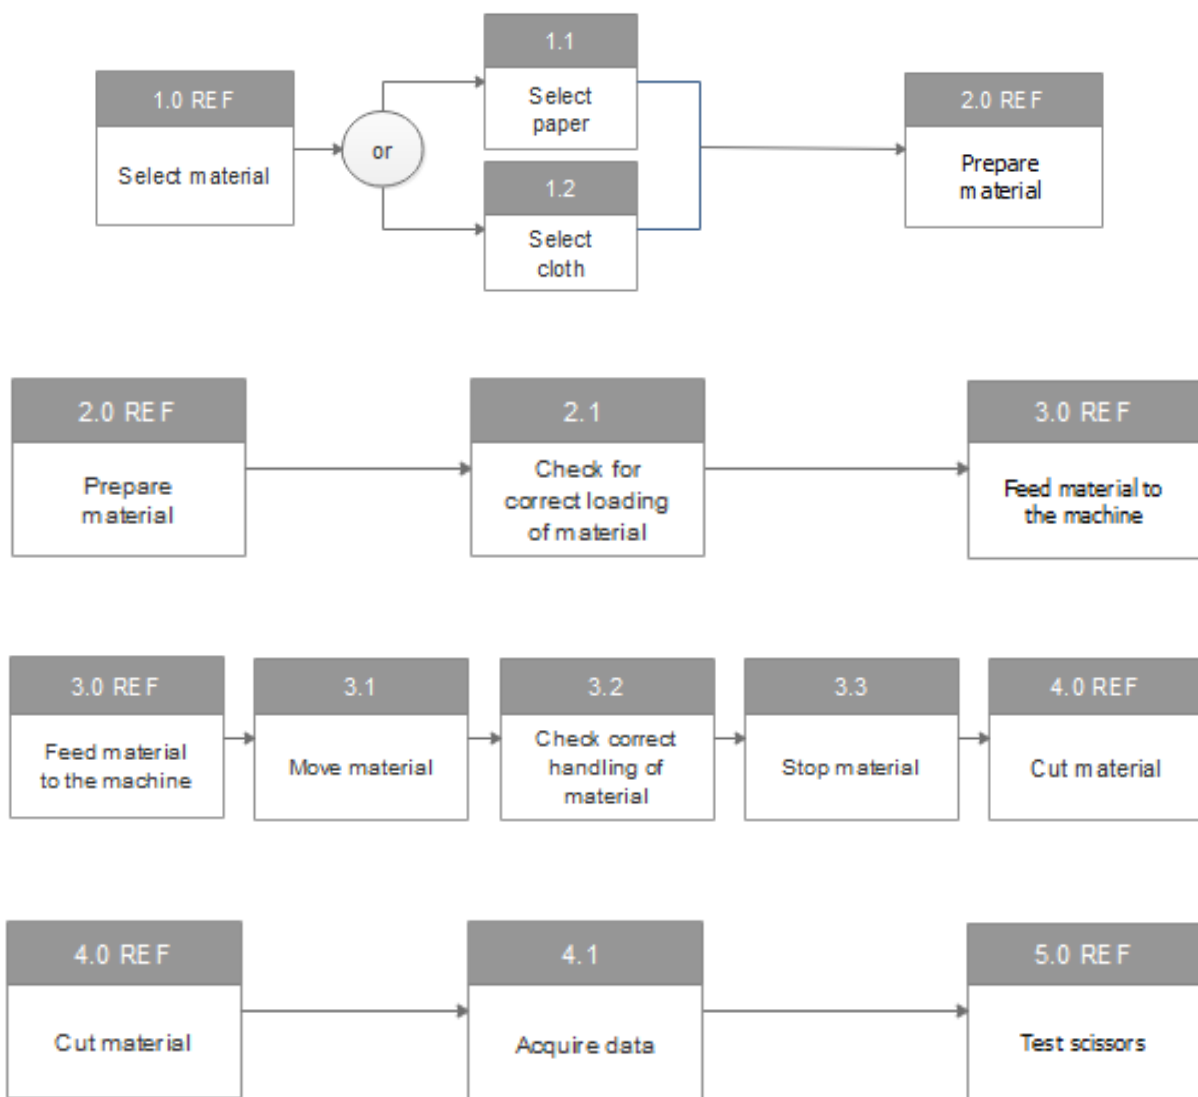 1.0 REF
Select material
or
1.1
Select
paper
1.2
Select
cloth
2.0 REF
Prepare
material
2.0 REF
Prepare
material
2.1
Check for
correct loading
of material
3.0 REF
Feed material to
the machine
3.0 REF
Feed material
to the machine
3.1
Move material
3.2
Check correct
handling of
material
3.3
Stop material
4.0 REF
Cut material
4.0 REF
Cut material
4.1
Acquire data
5.0 REF
Test scissors